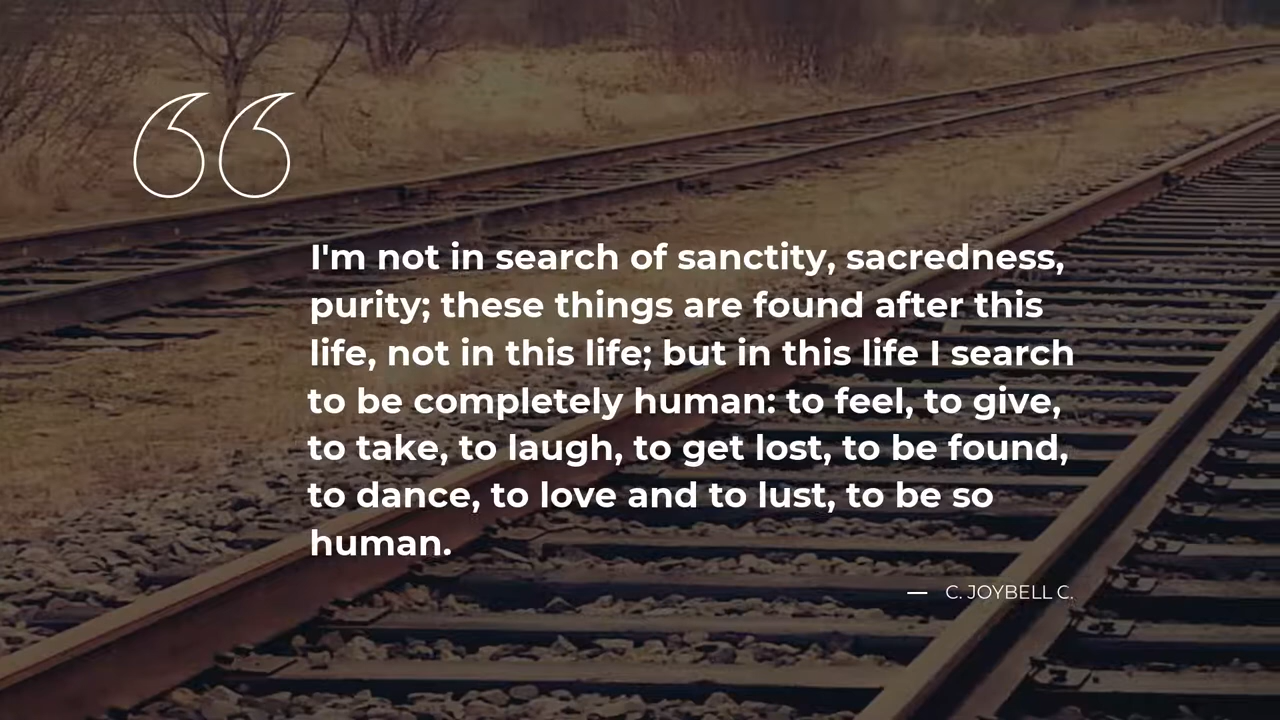 I'm not in search of sanctity, sacredness,
purity; these things are found after this
life, not in this life; but in this life I search
to be completely human: to feel, to give,
to take, to laugh, to get lost, to be found,
to dance, to love and to lust, to be so
human.
— C. JOYBELL C.